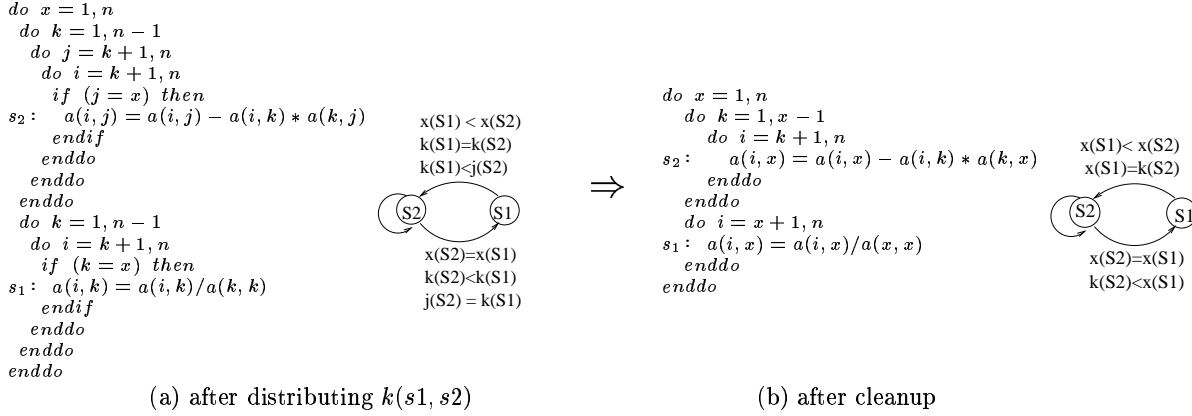 do x = 1, n
do k = 1, n − 1
do j = k + 1, n
do i = k + 1, n
if (j = x) then
s₂ : a(i, j) = a(i, j) − a(i, k) ∗ a(k, j)
endif
enddo
enddo
enddo
do k = 1, n − 1
do i = k + 1, n
if (k = x) then
s₁ : a(i, k) = a(i, k)/a(k, k)
endif
enddo
enddo
enddo
x(S1) < x(S2)
k(S1)=k(S2)
k(S1)<j(S2)
S2 S1
x(S2)=x(S1)
k(S2)<k(S1)
j(S2) = k(S1)
(a) after distributing k(s1, s2)
⇒
do x = 1, n
do k = 1, x − 1
do i = k + 1, n
s₂ : a(i, x) = a(i, x) − a(i, k) ∗ a(k, x)
enddo
enddo
do i = x + 1, n
s₁ : a(i, x) = a(i, x)/a(x, x)
enddo
enddo
x(S1)< x(S2)
x(S1)=k(S2)
S2 S1
x(S2)=x(S1)
k(S2)<x(S1)
(b) after cleanup